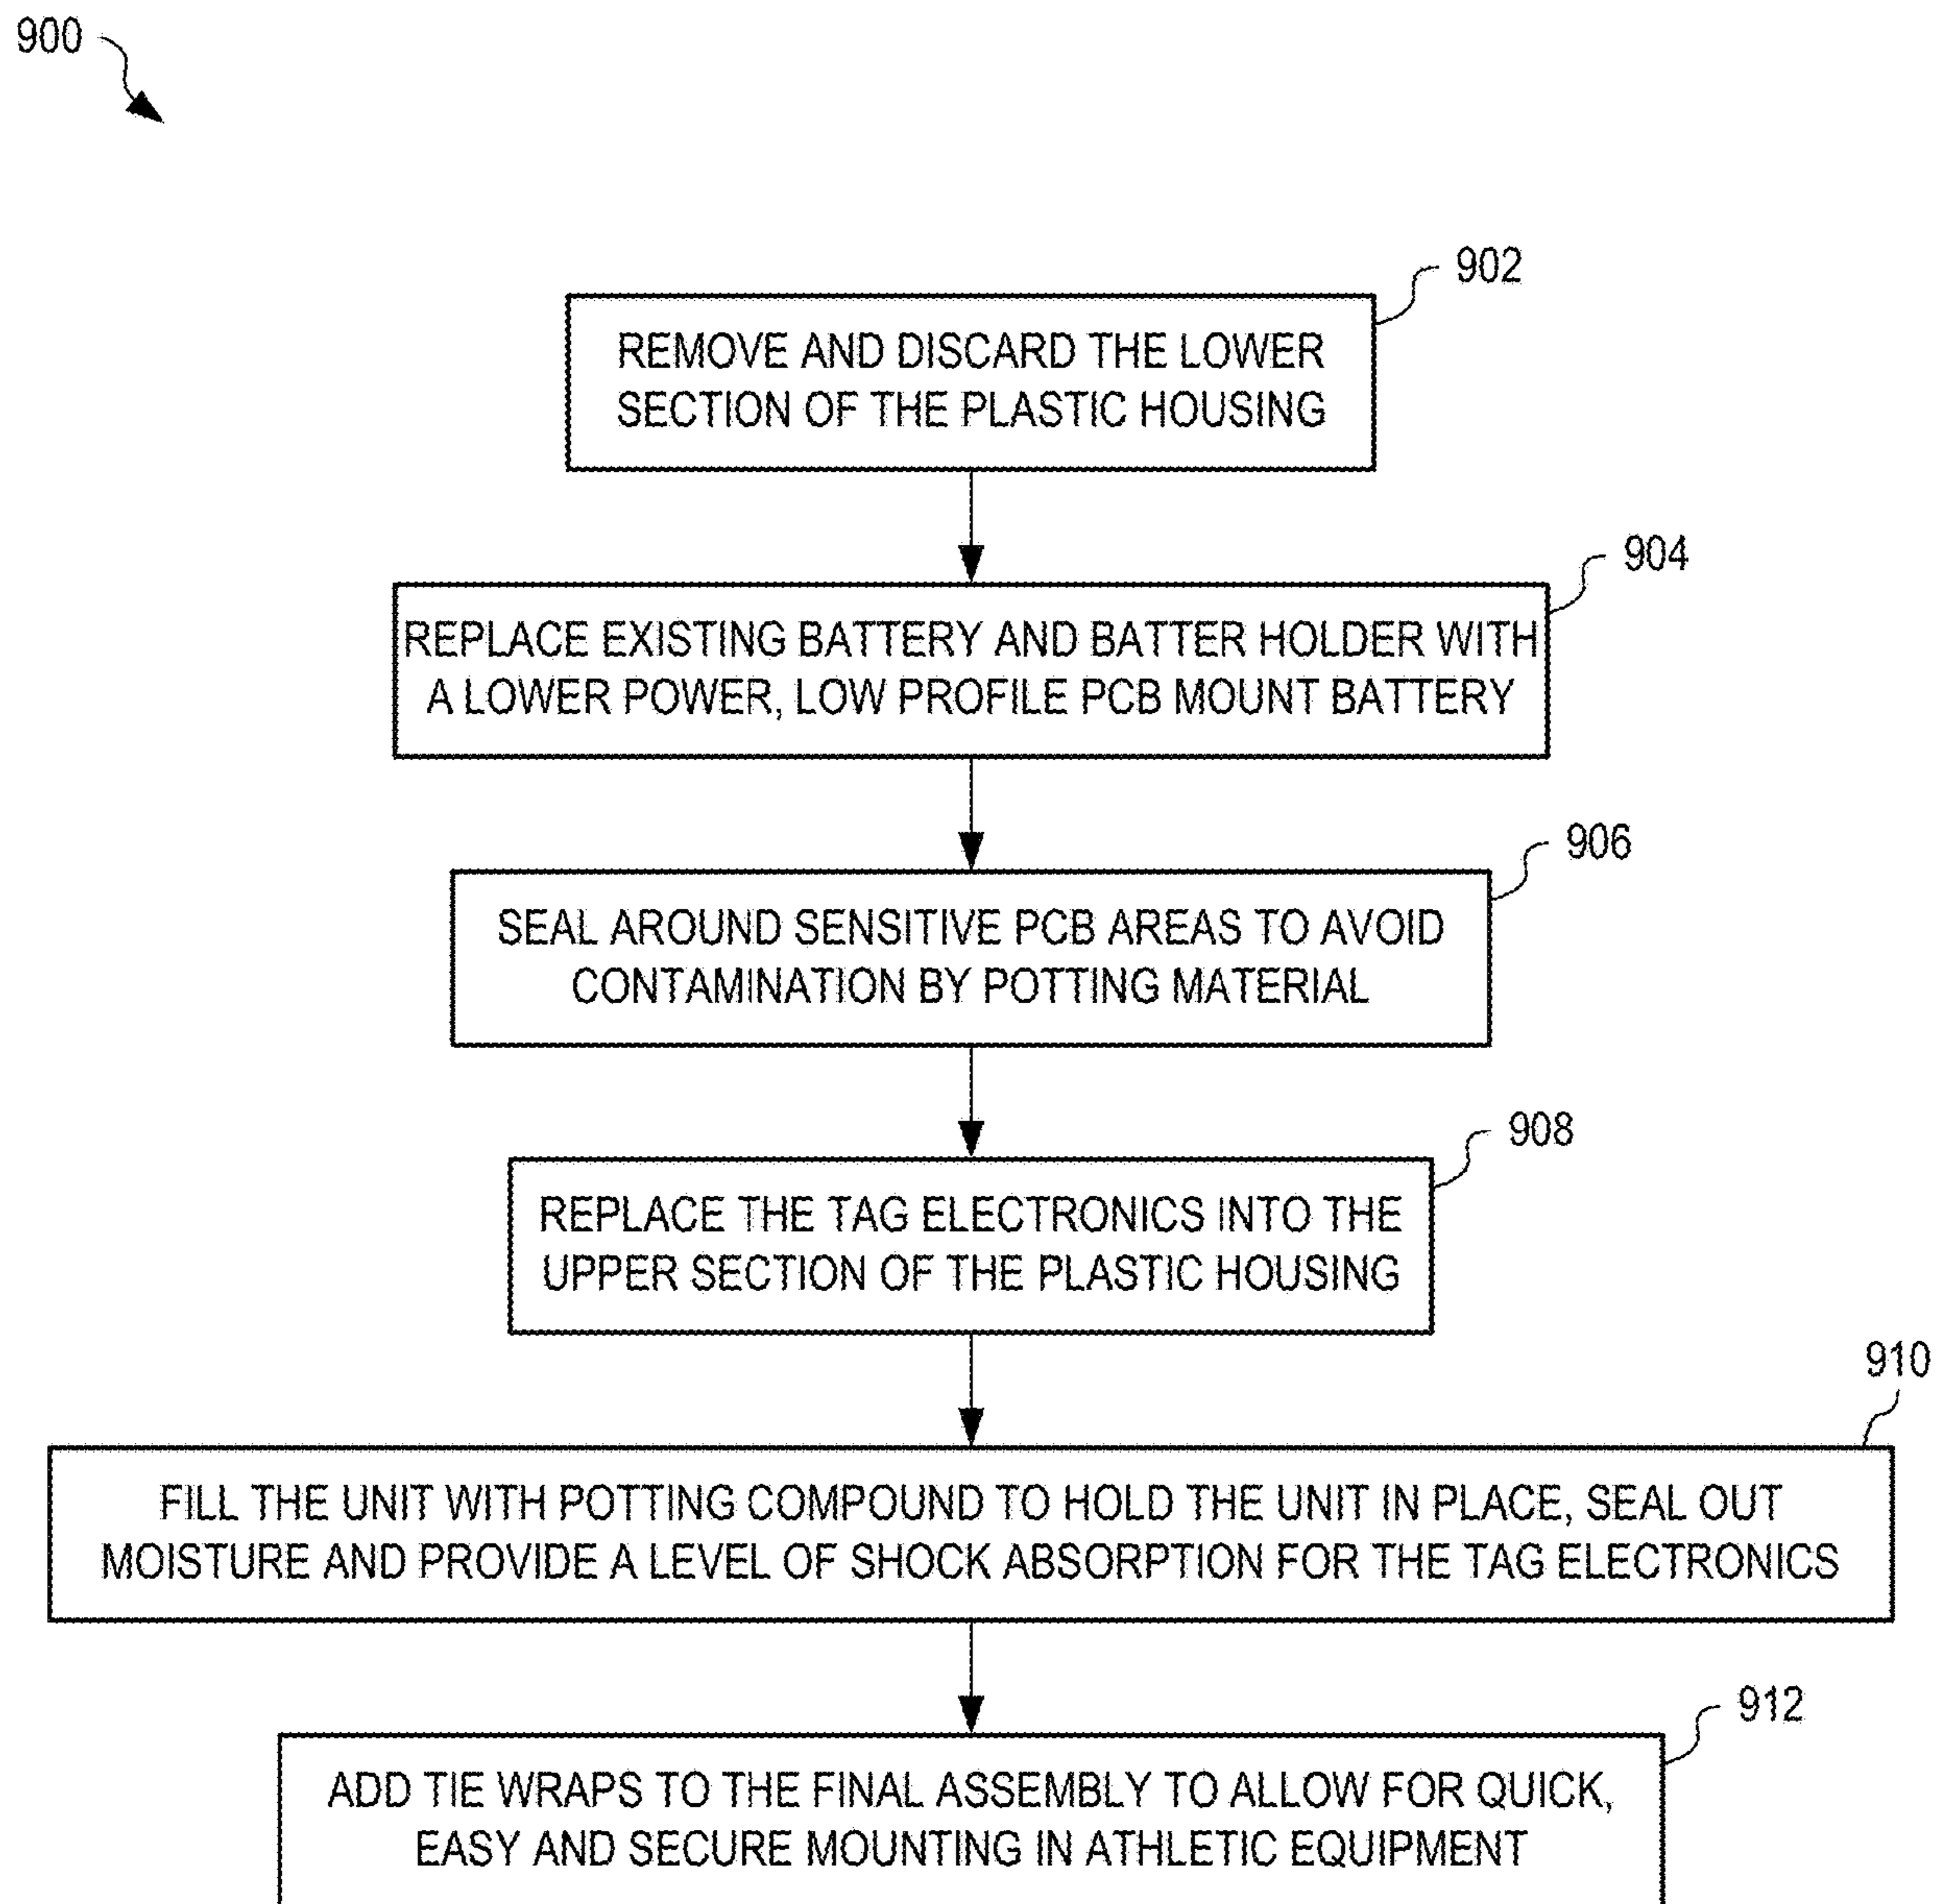 900
902
REMOVE AND DISCARD THE LOWER
SECTION OF THE PLASTIC HOUSING
904
REPLACE EXISTING BATTERY AND BATTER HOLDER WITH
A LOWER POWER, LOW PROFILE PCB MOUNT BATTERY
906
SEAL AROUND SENSITIVE PCB AREAS TO AVOID
CONTAMINATION BY POTTING MATERIAL
908
REPLACE THE TAG ELECTRONICS INTO THE
UPPER SECTION OF THE PLASTIC HOUSING
910
FILL THE UNIT WITH POTTING COMPOUND TO HOLD THE UNIT IN PLACE, SEAL OUT
MOISTURE AND PROVIDE A LEVEL OF SHOCK ABSORPTION FOR THE TAG ELECTRONICS
912
ADD TIE WRAPS TO THE FINAL ASSEMBLY TO ALLOW FOR QUICK,
EASY AND SECURE MOUNTING IN ATHLETIC EQUIPMENT